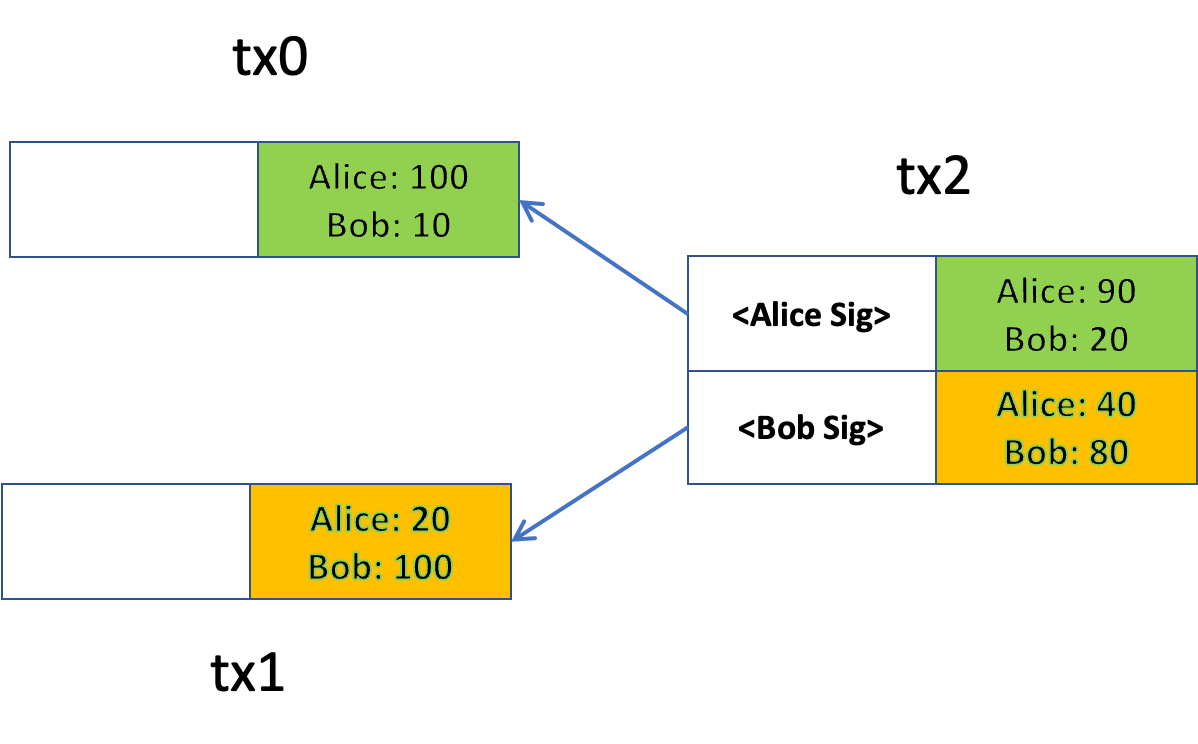 tx0
Alice: 100
Bob: 10
tx2
<Alice Sig>
Alice: 90
Bob: 20
<Bob Sig>
Alice: 40
Bob: 80
Alice: 20
Bob: 100
tx1